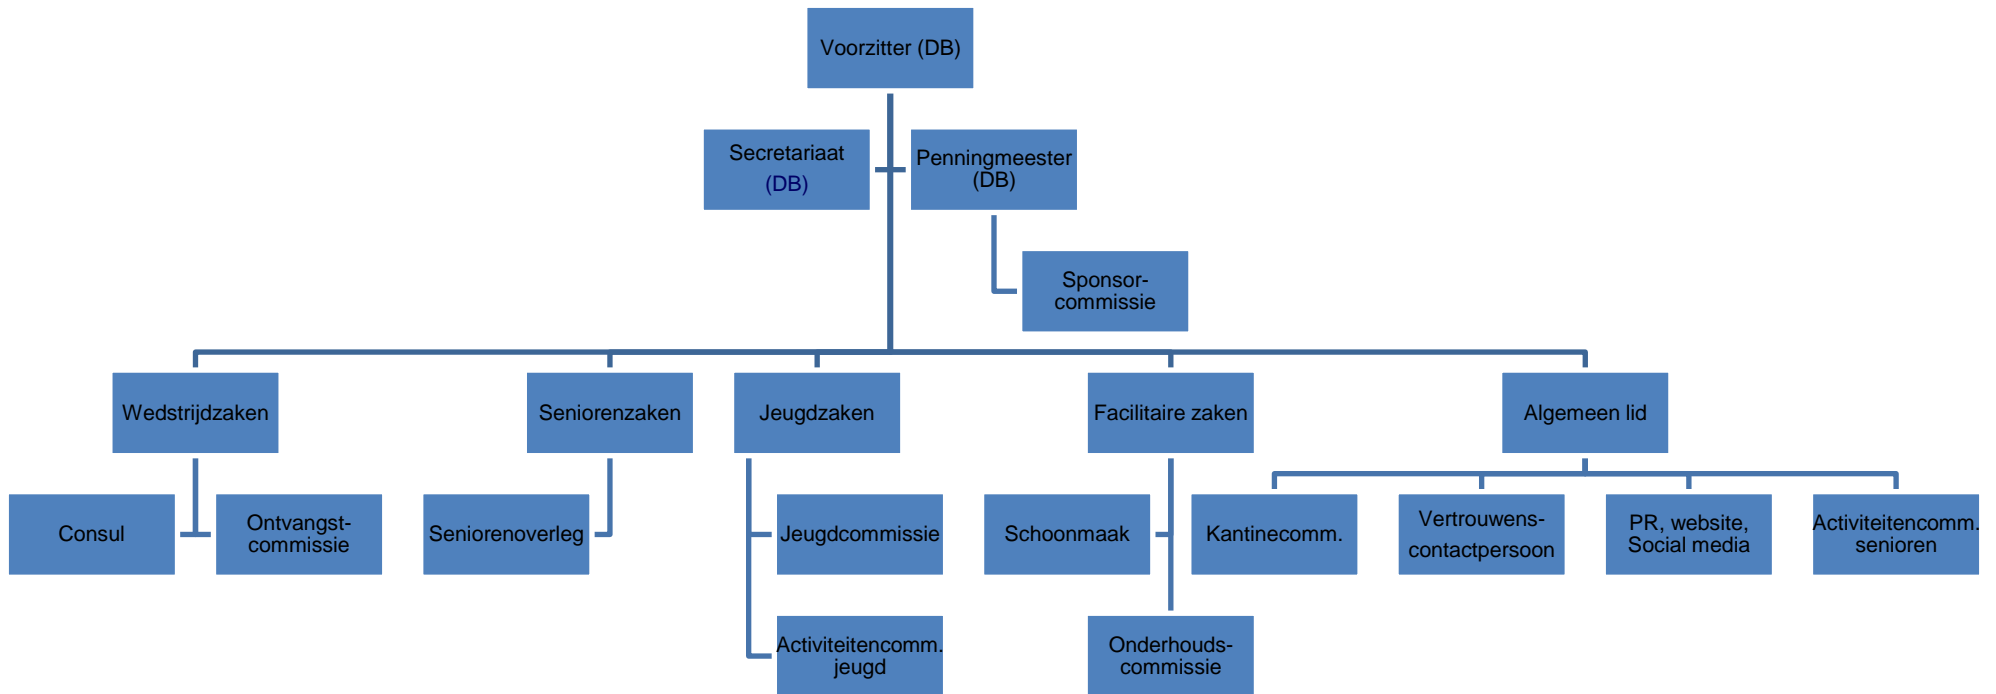 Voorzitter (DB)
Secretariaat
(DB)
Penningmeester
(DB)
Sponsor-
commissie
Wedstrijdzaken
Seniorenzaken
Jeugdzaken
Facilitaire zaken
Algemeen lid
Consul
Ontvangst-
commissie
Seniorenoverleg
Jeugdcommissie
Schoonmaak
Kantinecomm.
Vertrouwens-
contactpersoon
PR, website,
Social media
Activiteitencomm.
senioren
Activiteitencomm.
jeugd
Onderhouds-
commissie